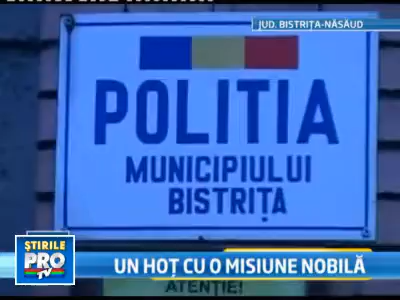 JUD. BISTRIȚA-NĂSĂUD
POLITIA
MUNICIPIULUI
BISTRIȚA
ȘTIRILE
PRO
TV
UN HOȚ CU O MISIUNE NOBILĂ
ATENȚIE!